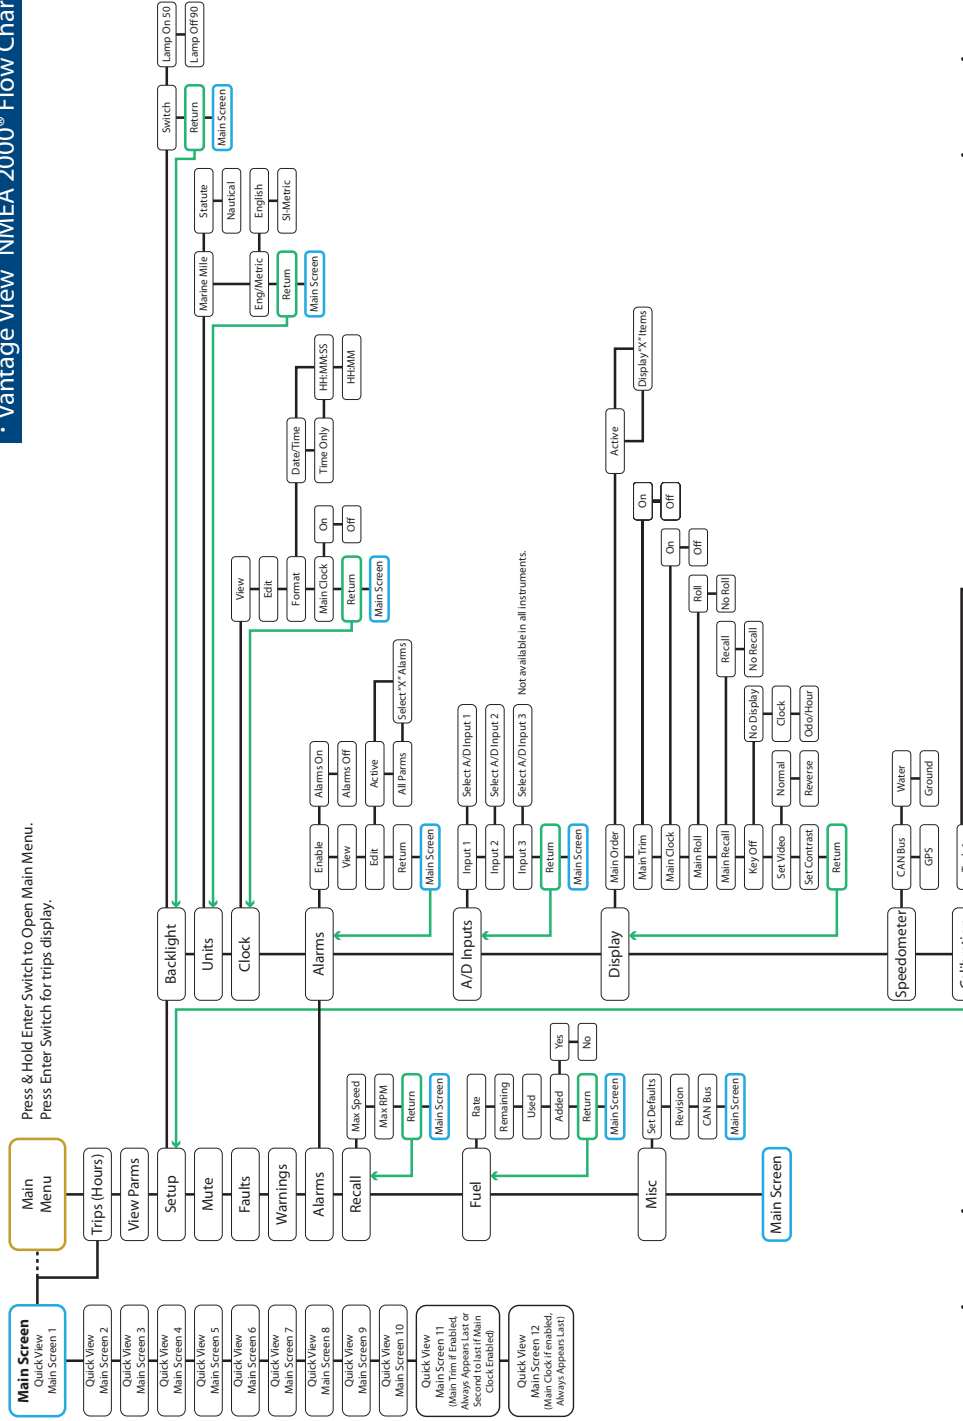 • Vantage View NMEA 2000® Flow Char
Press & Hold Enter Switch to Open Main Menu.
Press Enter Switch for trips display.
Main Screen
Quick View
Main Screen 1
Quick View
Main Screen 2
Quick View
Main Screen 3
Quick View
Main Screen 4
Quick View
Main Screen 5
Quick View
Main Screen 6
Quick View
Main Screen 7
Quick View
Main Screen 8
Quick View
Main Screen 9
Quick View
Main Screen 10
Quick View
Main Screen 11
(Main Trim if Enabled,
Always Appears Last or
Second to last if Main
Clock Enabled)
Quick View
Main Screen 12
(Main Clock if enabled,
Always Appears Last)
Main
Menu
Trips (Hours)
View Parms
Setup
Mute
Faults
Warnings
Alarms
Recall
Fuel
Misc
Main Screen
Max Speed
Max RPM
Return
Main Screen
Rate
Remaining
Used
Added
Return
Main Screen
Yes
No
Set Defaults
Revision
CAN Bus
Main Screen
Backlight
Units
Clock
Alarms
A/D Inputs
Display
Speedometer
Switch
Return
Main Screen
Lamp On 50
Lamp Off 90
Marine Mile
Eng/Metric
Return
Main Screen
Statute
Nautical
English
SI-Metric
View
Edit
Format
Main Clock
Return
Main Screen
On
Off
Date/Time
Time Only
HH:MM:SS
HH:MM
Enable
View
Edit
Return
Main Screen
Alarms On
Alarms Off
Active
All Parms
Select "X" Alarms
Input 1
Input 2
Input 3
Return
Main Screen
Select A/D Input 1
Select A/D Input 2
Select A/D Input 3
Not available in all instruments.
Main Order
Main Trim
Main Clock
Main Roll
Main Recall
Key Off
Set Video
Set Contrast
Return
Active
Display "X" Items
On
Off
On
Off
Roll
No Roll
Recall
No Recall
No Display
Clock
Odo/Hour
Normal
Reverse
CAN Bus
GPS
Water
Ground